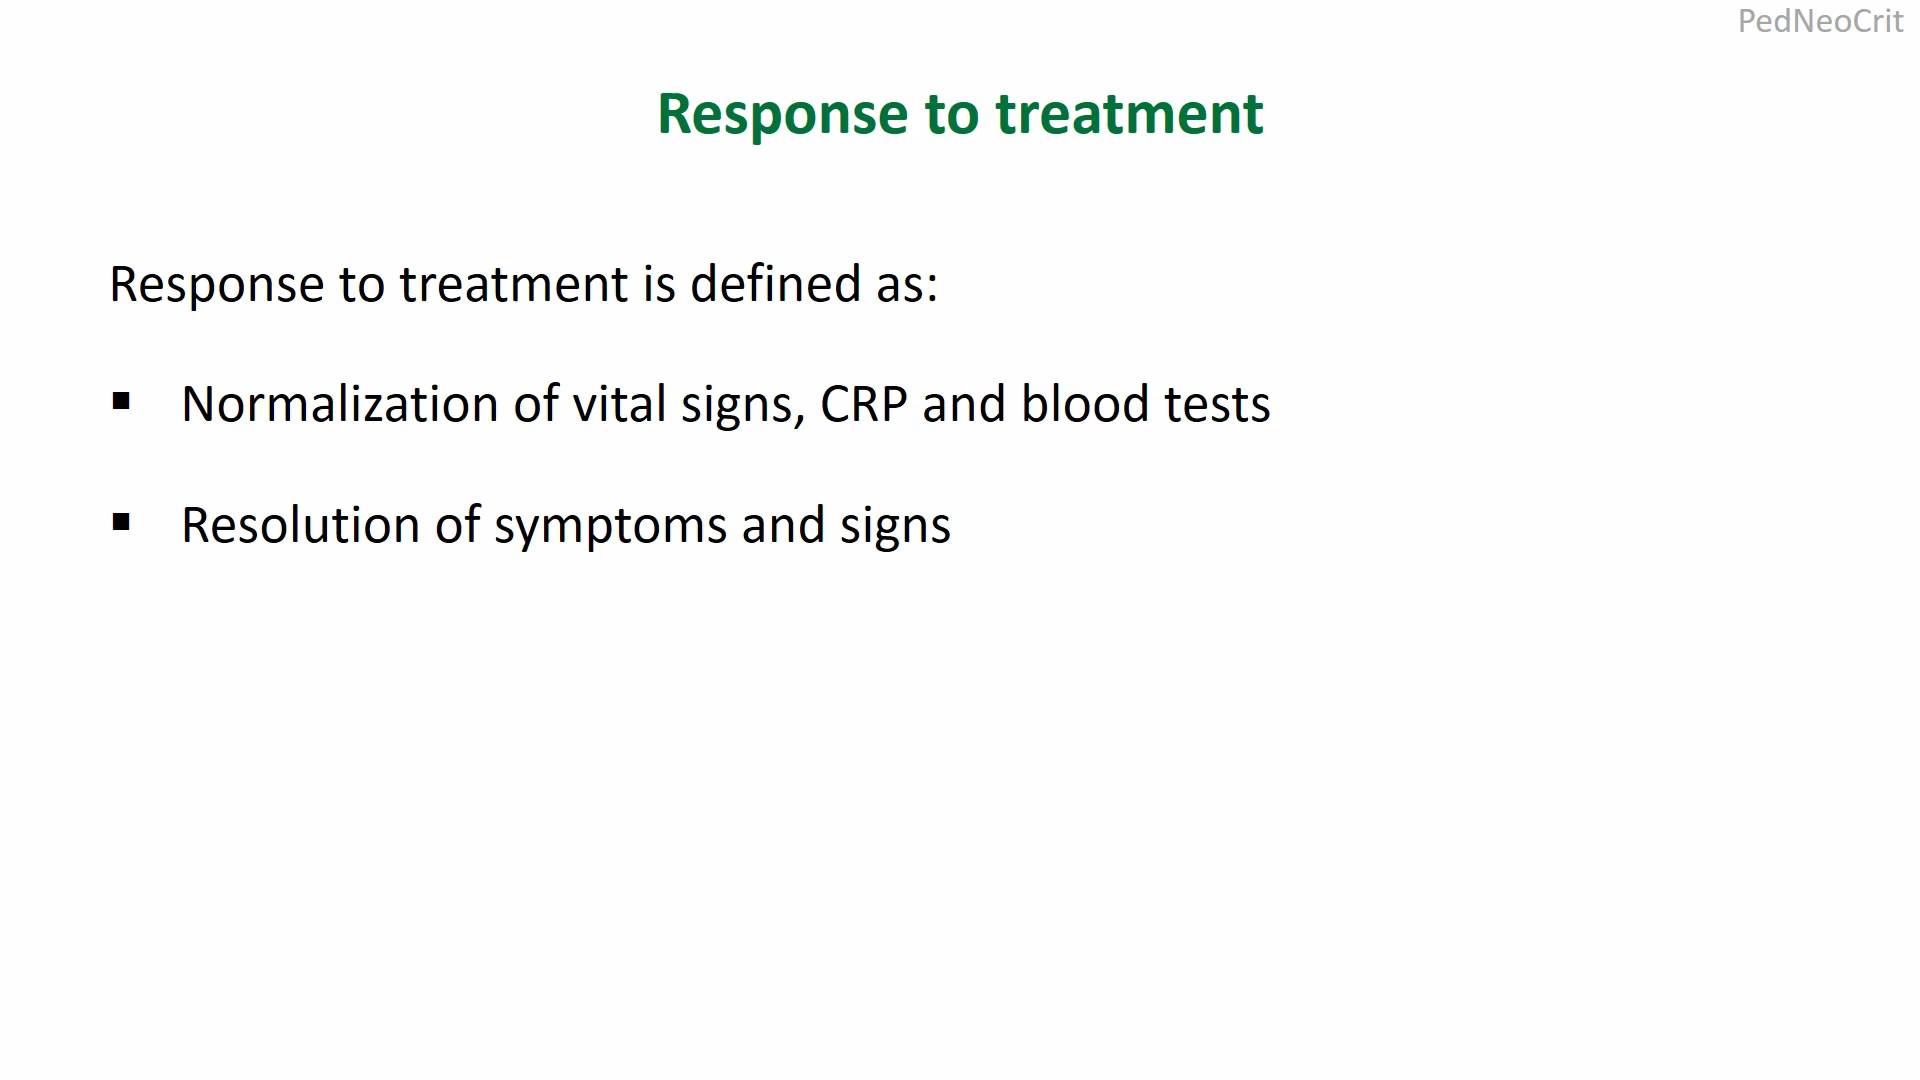 PedNeoCrit
Response to treatment
Response to treatment is defined as:
▪ Normalization of vital signs, CRP and blood tests
▪ Resolution of symptoms and signs